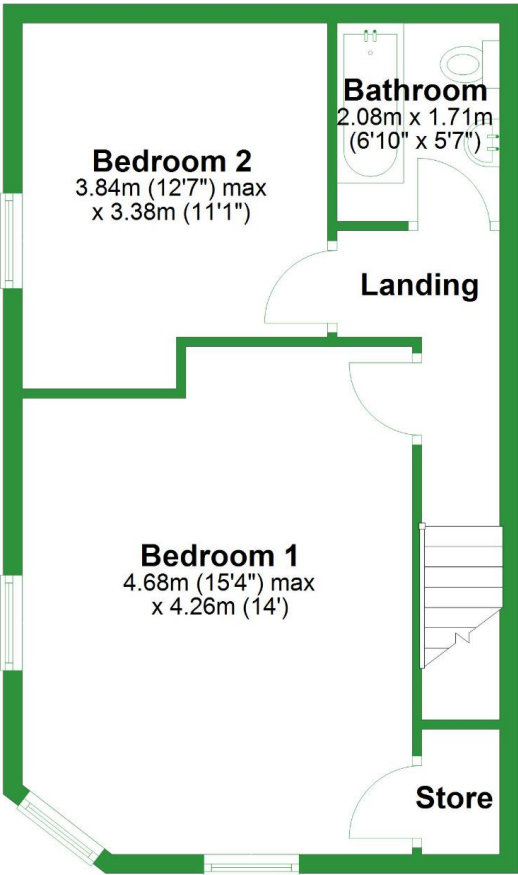 Bathroom
2.08m x 1.71m
(6'10" x 5'7")
Bedroom 2
3.84m (12'7") max
x 3.38m (11'1")
Landing
Bedroom 1
4.68m (15'4") max
x 4.26m (14')
Store